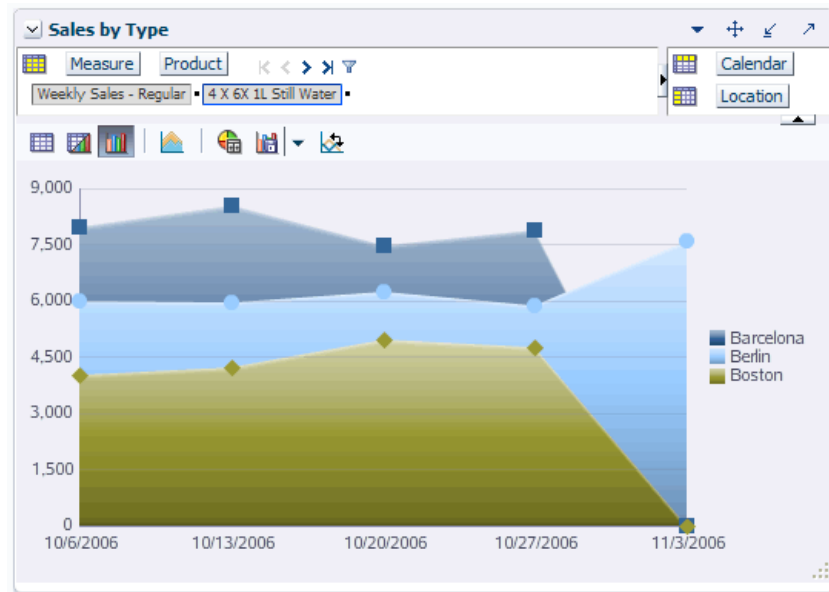 Sales by Type
Measure Product
Weekly Sales - Regular 4 X 6X 1L Still Water
Calendar
Location
9,000
7,500
6,000
4,500
3,000
1,500
0
10/6/2006 10/13/2006 10/20/2006 10/27/2006 11/3/2006
Barcelona
Berlin
Boston